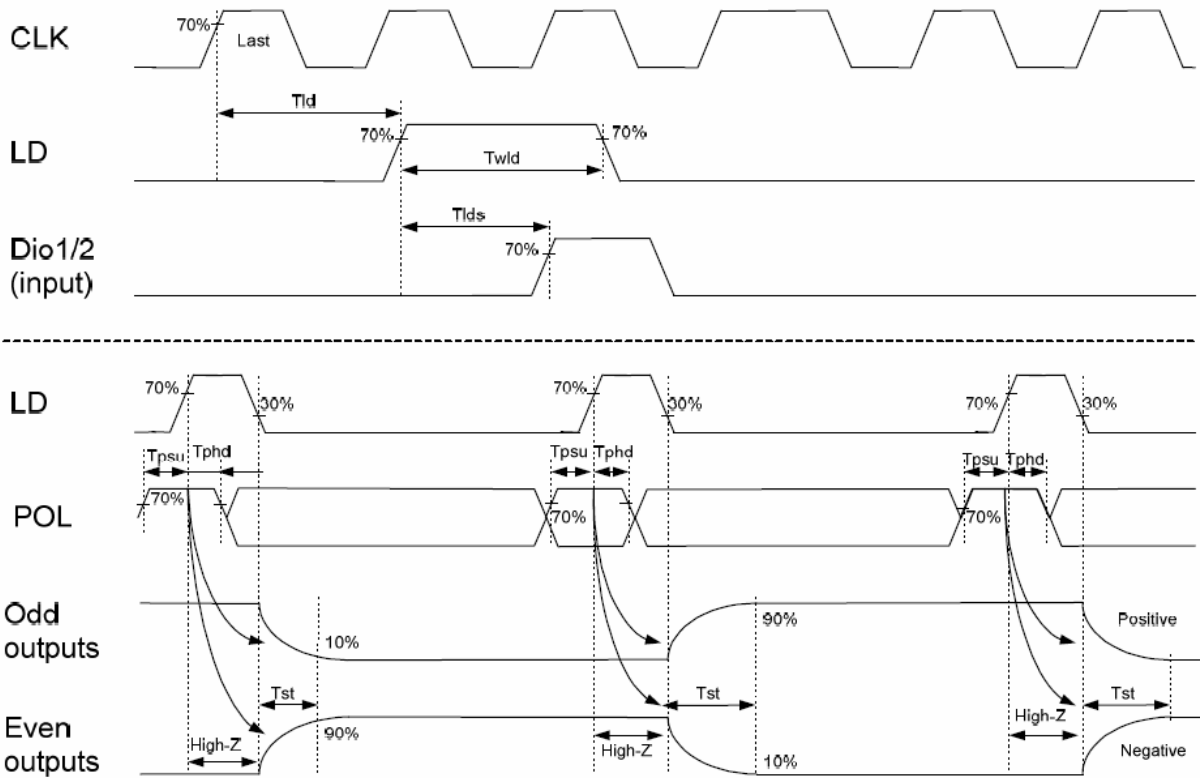 CLK
70%
Last
Tld
LD
70%
70%
Twld
Tlds
Dio1/2
(input)
70%
LD
70%
30%
70%
30%
70%
30%
Tpsu
Tphd
Tpsu
Tphd
Tpsu
Tphd
POL
70%
70%
70%
Odd
outputs
10%
90%
Positive
Tst
Tst
Tst
Even
outputs
High-Z
90%
High-Z
10%
High-Z
Negative